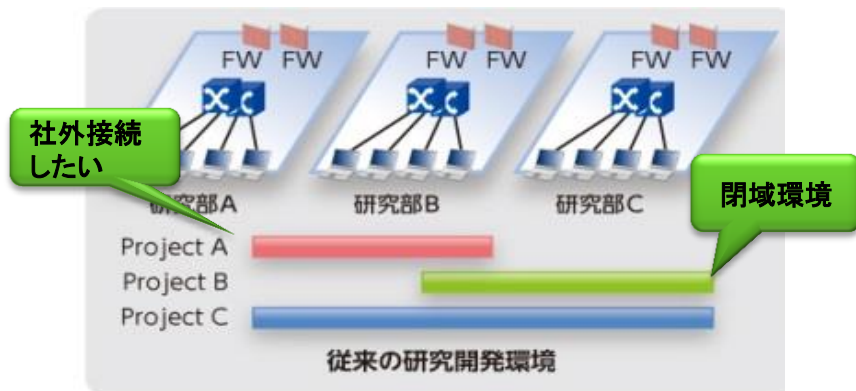 FW FW
FW FW
FW FW
社外接続
したい
研究部A
研究部B
研究部C
閉域環境
Project A
Project B
Project C
従来の研究開発環境